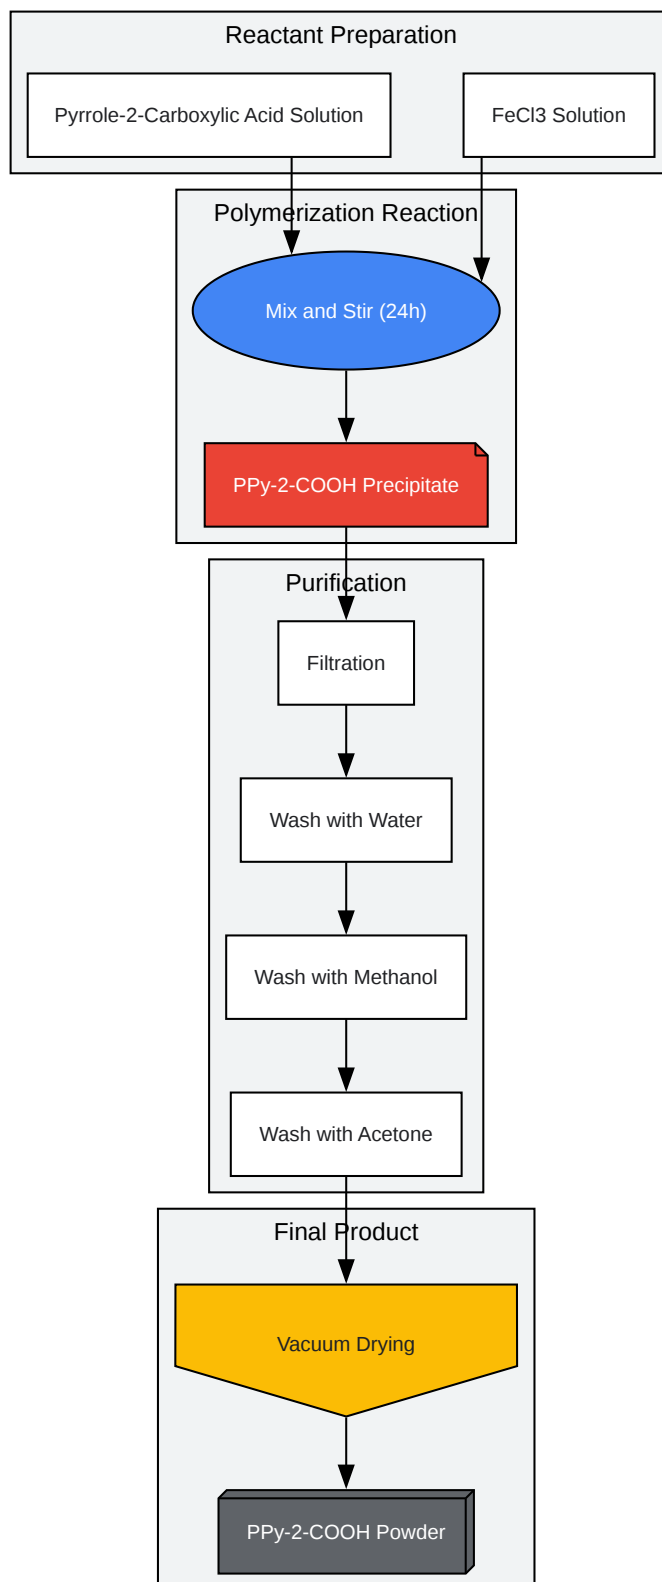 Reactant Preparation
Pyrrole-2-Carboxylic Acid Solution
FeCl3 Solution
Polymerization Reaction
Mix and Stir (24h)
PPy-2-COOH Precipitate
Purification
Filtration
Wash with Water
Wash with Methanol
Wash with Acetone
Final Product
Vacuum Drying
PPy-2-COOH Powder